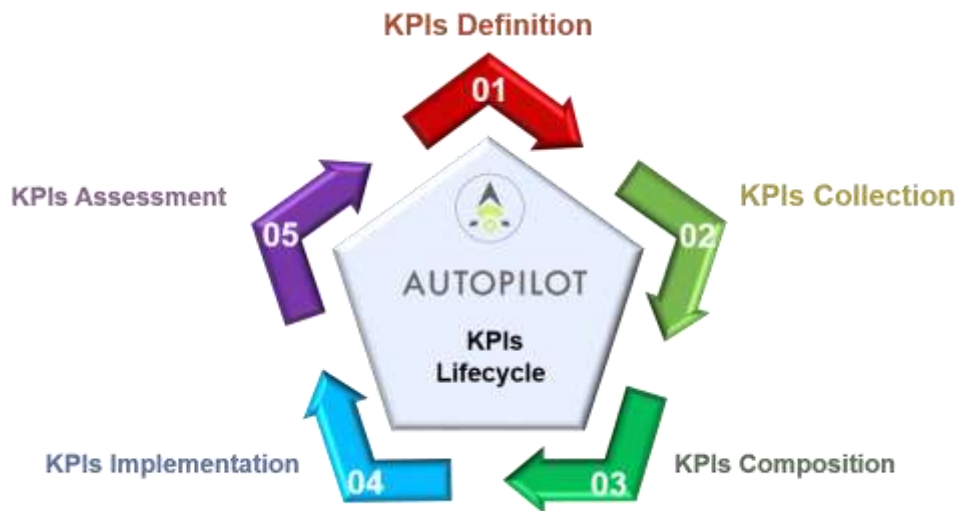 KPIs Definition
01
KPIs Assessment
KPIs Collection
05
02
AUTOPILOT
KPIs
Lifecycle
KPIs Implementation
KPIs Composition
04
03